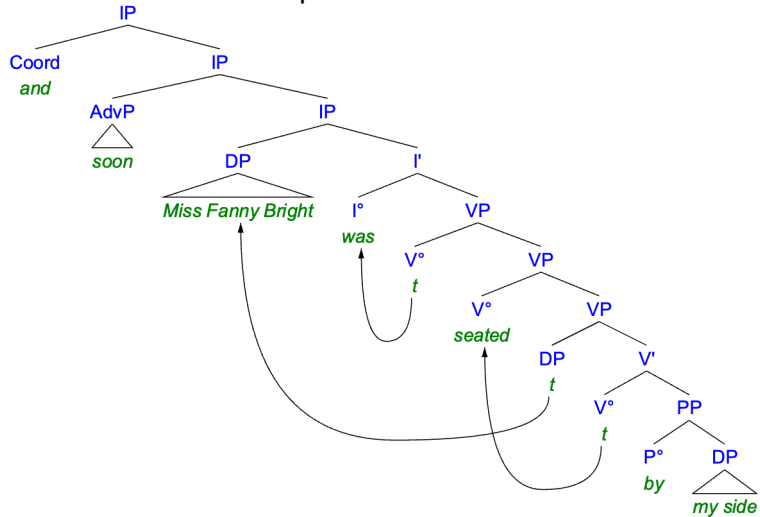 IP
Coord IP
and
AdvP IP
soon
DP I'
Miss Fanny Bright I° VP
was
V° VP
t
V° VP
seated
DP V'
t
V° PP
t
P° DP
by
my side